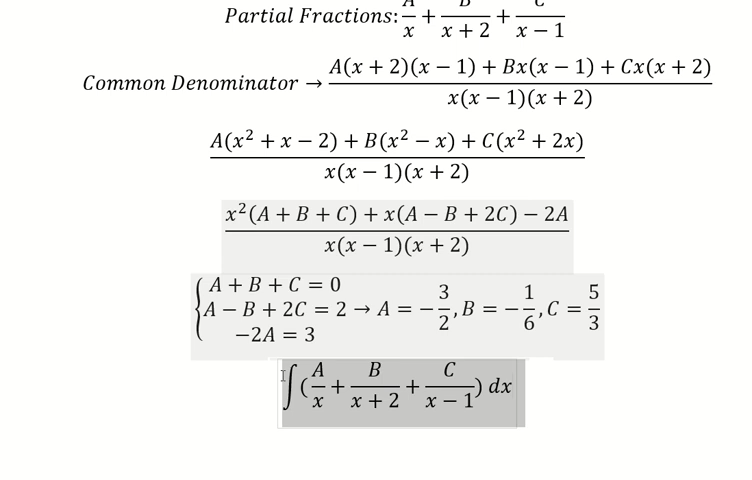 Partial Fractions: A/x + B/(x + 2) + C/(x − 1)
Common Denominator → (A(x + 2)(x − 1) + Bx(x − 1) + Cx(x + 2))/(x(x − 1)(x + 2))
(A(x² + x − 2) + B(x² − x) + C(x² + 2x))/(x(x − 1)(x + 2))
(x²(A + B + C) + x(A − B + 2C) − 2A)/(x(x − 1)(x + 2))
A + B + C = 0
A − B + 2C = 2 → A = −3/2, B = −1/6, C = 5/3
−2A = 3
∫(A/x + B/(x + 2) + C/(x − 1)) dx